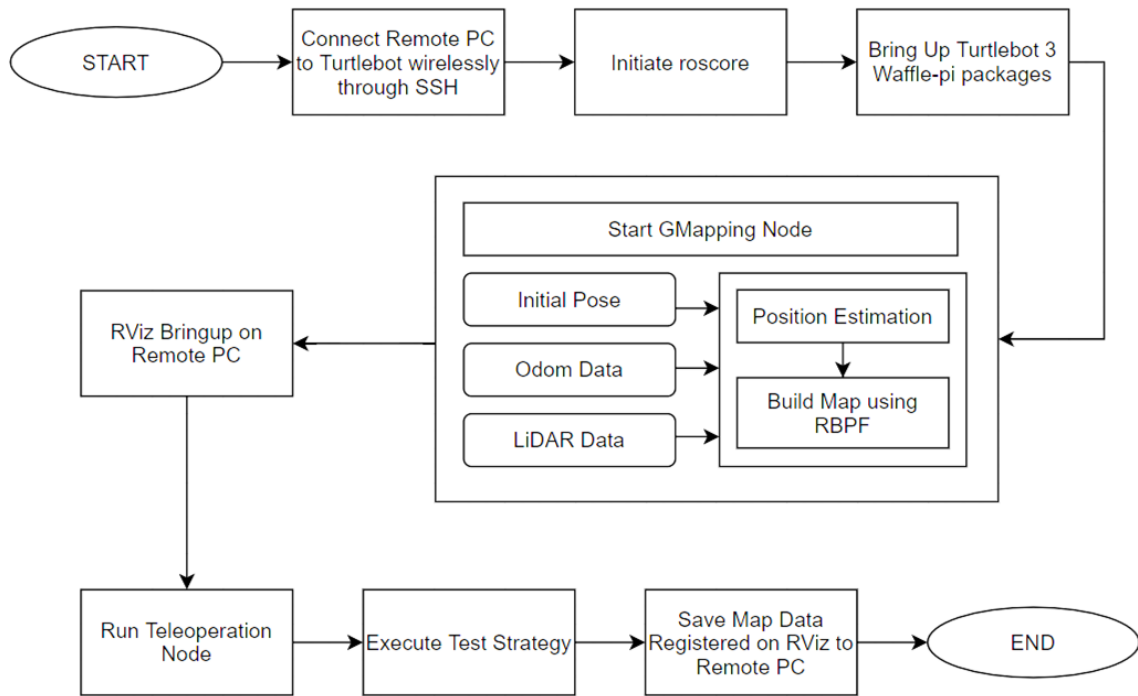 START
Connect Remote PC
to Turtlebot wirelessly
through SSH
Initiate roscore
Bring Up Turtlebot 3
Waffle-pi packages
Start GMapping Node
Initial Pose
Odom Data
LiDAR Data
Position Estimation
Build Map using
RBPF
RViz Bringup on
Remote PC
Run Teleoperation
Node
Execute Test Strategy
Save Map Data
Registered on RViz to
Remote PC
END